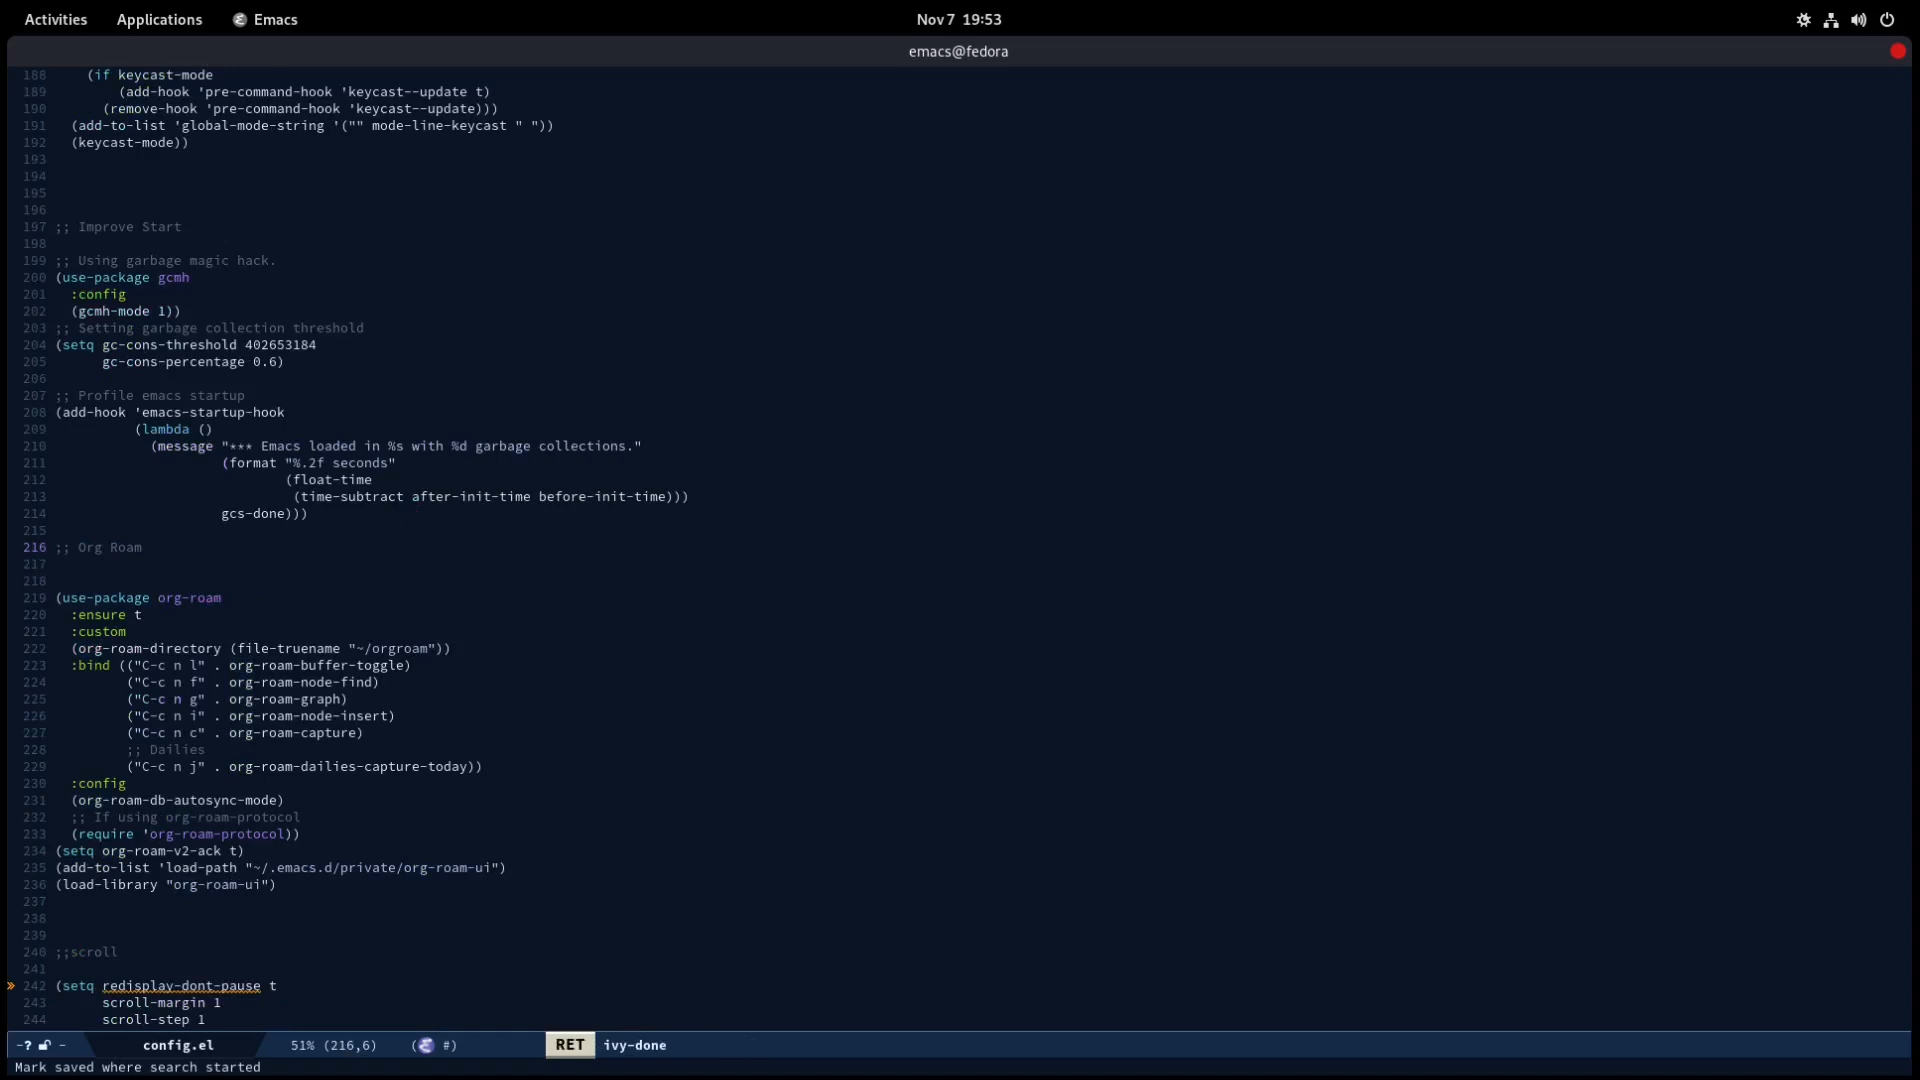 Activities Applications Emacs Nov 7 19:53
emacs@fedora
188 (if keycast-mode
189 (add-hook 'pre-command-hook 'keycast--update t)
190 (remove-hook 'pre-command-hook 'keycast--update)))
191 (add-to-list 'global-mode-string '("" mode-line-keycast " "))
192 (keycast-mode))
193
194
195
196
197 ;; Improve Start
198
199 ;; Using garbage magic hack.
200 (use-package gcmh
201 :config
202 (gcmh-mode 1))
203 ;; Setting garbage collection threshold
204 (setq gc-cons-threshold 402653184
205 gc-cons-percentage 0.6)
206
207 ;; Profile emacs startup
208 (add-hook 'emacs-startup-hook
209 (lambda ()
210 (message "*** Emacs loaded in %s with %d garbage collections."
211 (format "%.2f seconds"
212 (float-time
213 (time-subtract after-init-time before-init-time)))
214 gcs-done)))
215
216 ;; Org Roam
217
218
219 (use-package org-roam
220 :ensure t
221 :custom
222 (org-roam-directory (file-truename "~/orgroam"))
223 :bind (("C-c n l" . org-roam-buffer-toggle)
224 ("C-c n f" . org-roam-node-find)
225 ("C-c n g" . org-roam-graph)
226 ("C-c n i" . org-roam-node-insert)
227 ("C-c n c" . org-roam-capture)
228 ;; Dailies
229 ("C-c n j" . org-roam-dailies-capture-today))
230 :config
231 (org-roam-db-autosync-mode)
232 ;; If using org-roam-protocol
233 (require 'org-roam-protocol))
234 (setq org-roam-v2-ack t)
235 (add-to-list 'load-path "~/.emacs.d/private/org-roam-ui")
236 (load-library "org-roam-ui")
237
238
239
240 ;;scroll
241
» 242 (setq redisplay-dont-pause t
243 scroll-margin 1
244 scroll-step 1
-? - config.el 51% (216,6) ( #) RET ivy-done
Mark saved where search started